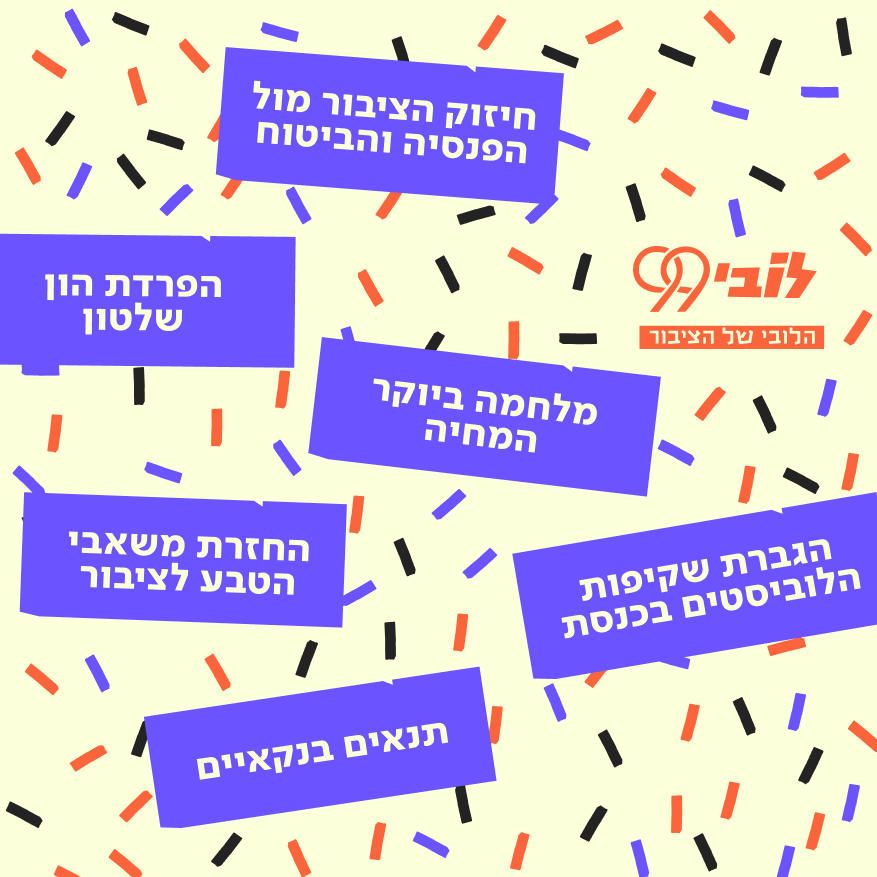 חיזוק הציבור מול
הפנסיה והביטוח
הפרדת הון
שלטון
לובי99
הלובי של הציבור
מלחמה ביוקר
המחיה
החזרת משאבי
הטבע לציבור
הגברת שקיפות
הלוביסטים בכנסת
תנאים בנקאיים